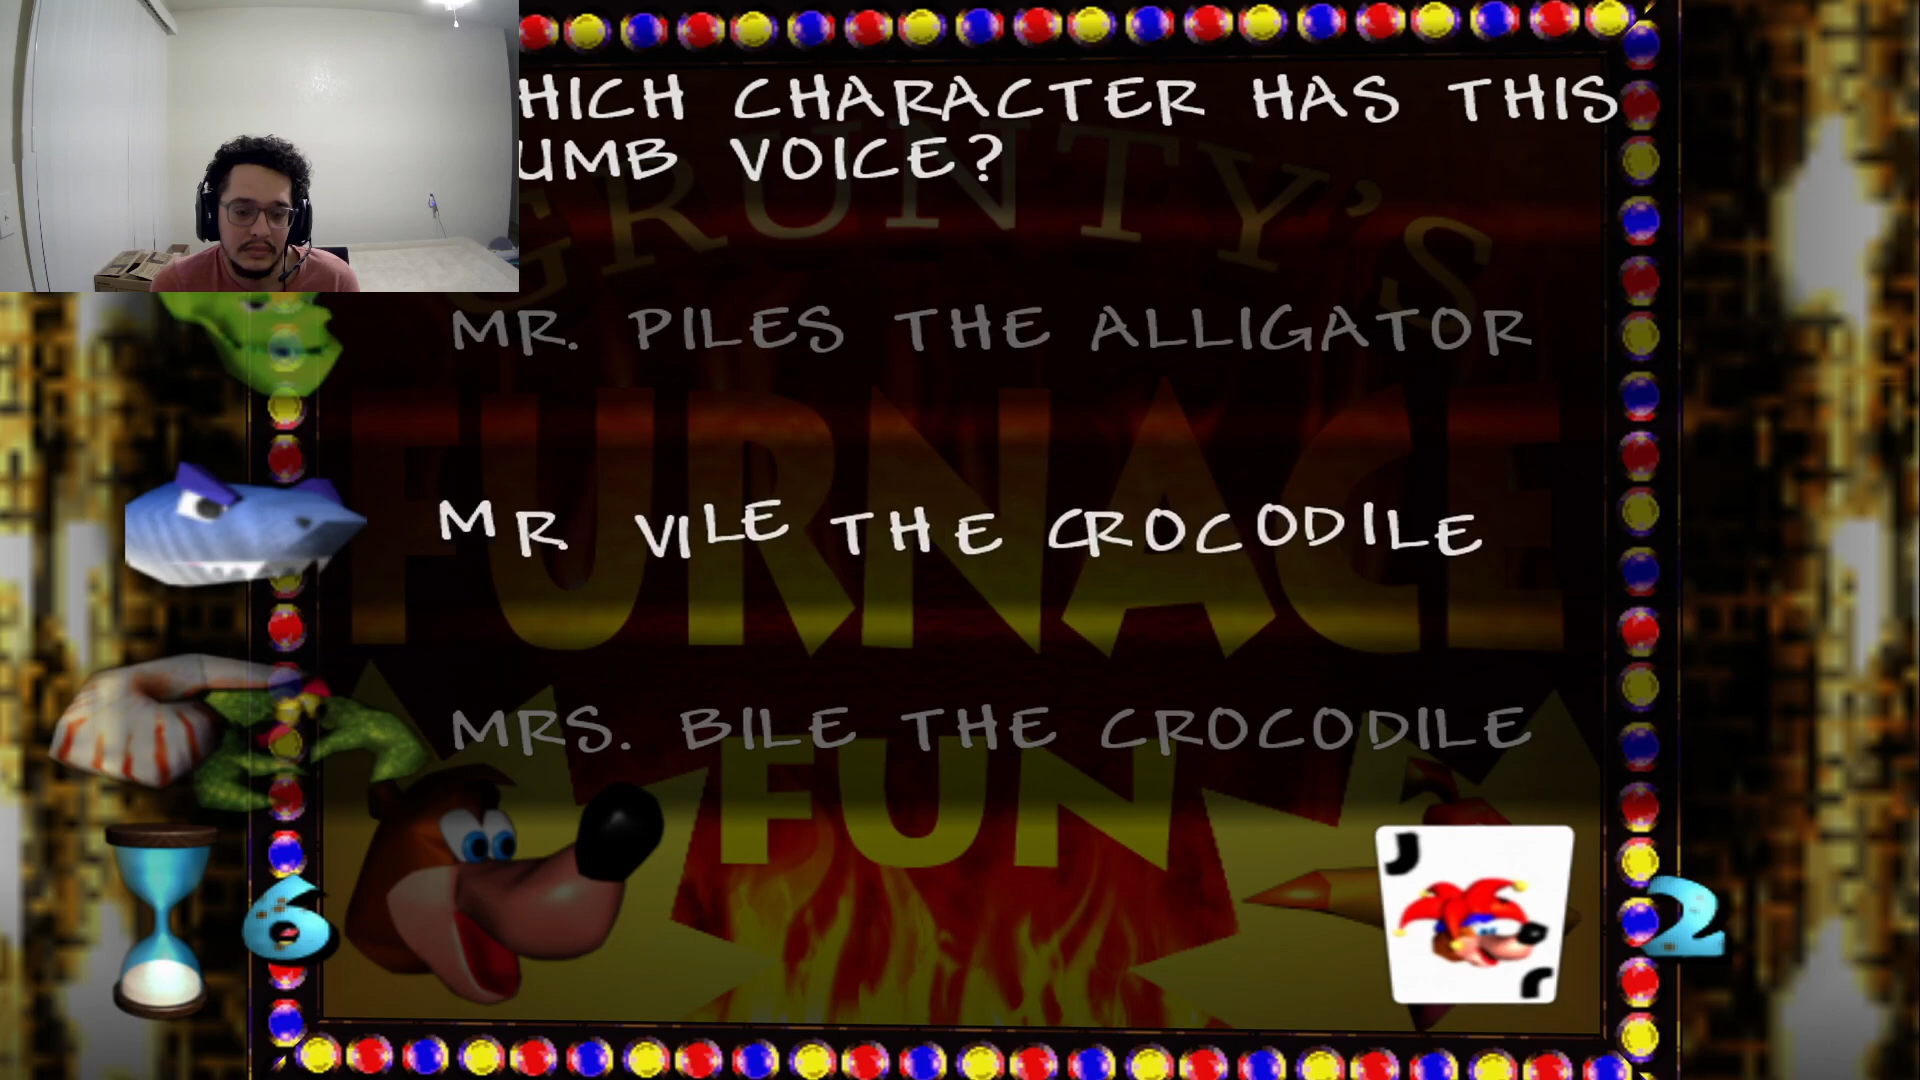 HICH CHARACTER HAS THIS
UMB VOICE?
GRUNTY'S
MR. PILES THE ALLIGATOR
FURNACE
MR. VILE THE CROCODILE
MRS. BILE THE CROCODILE
FUN
J
6
2
J